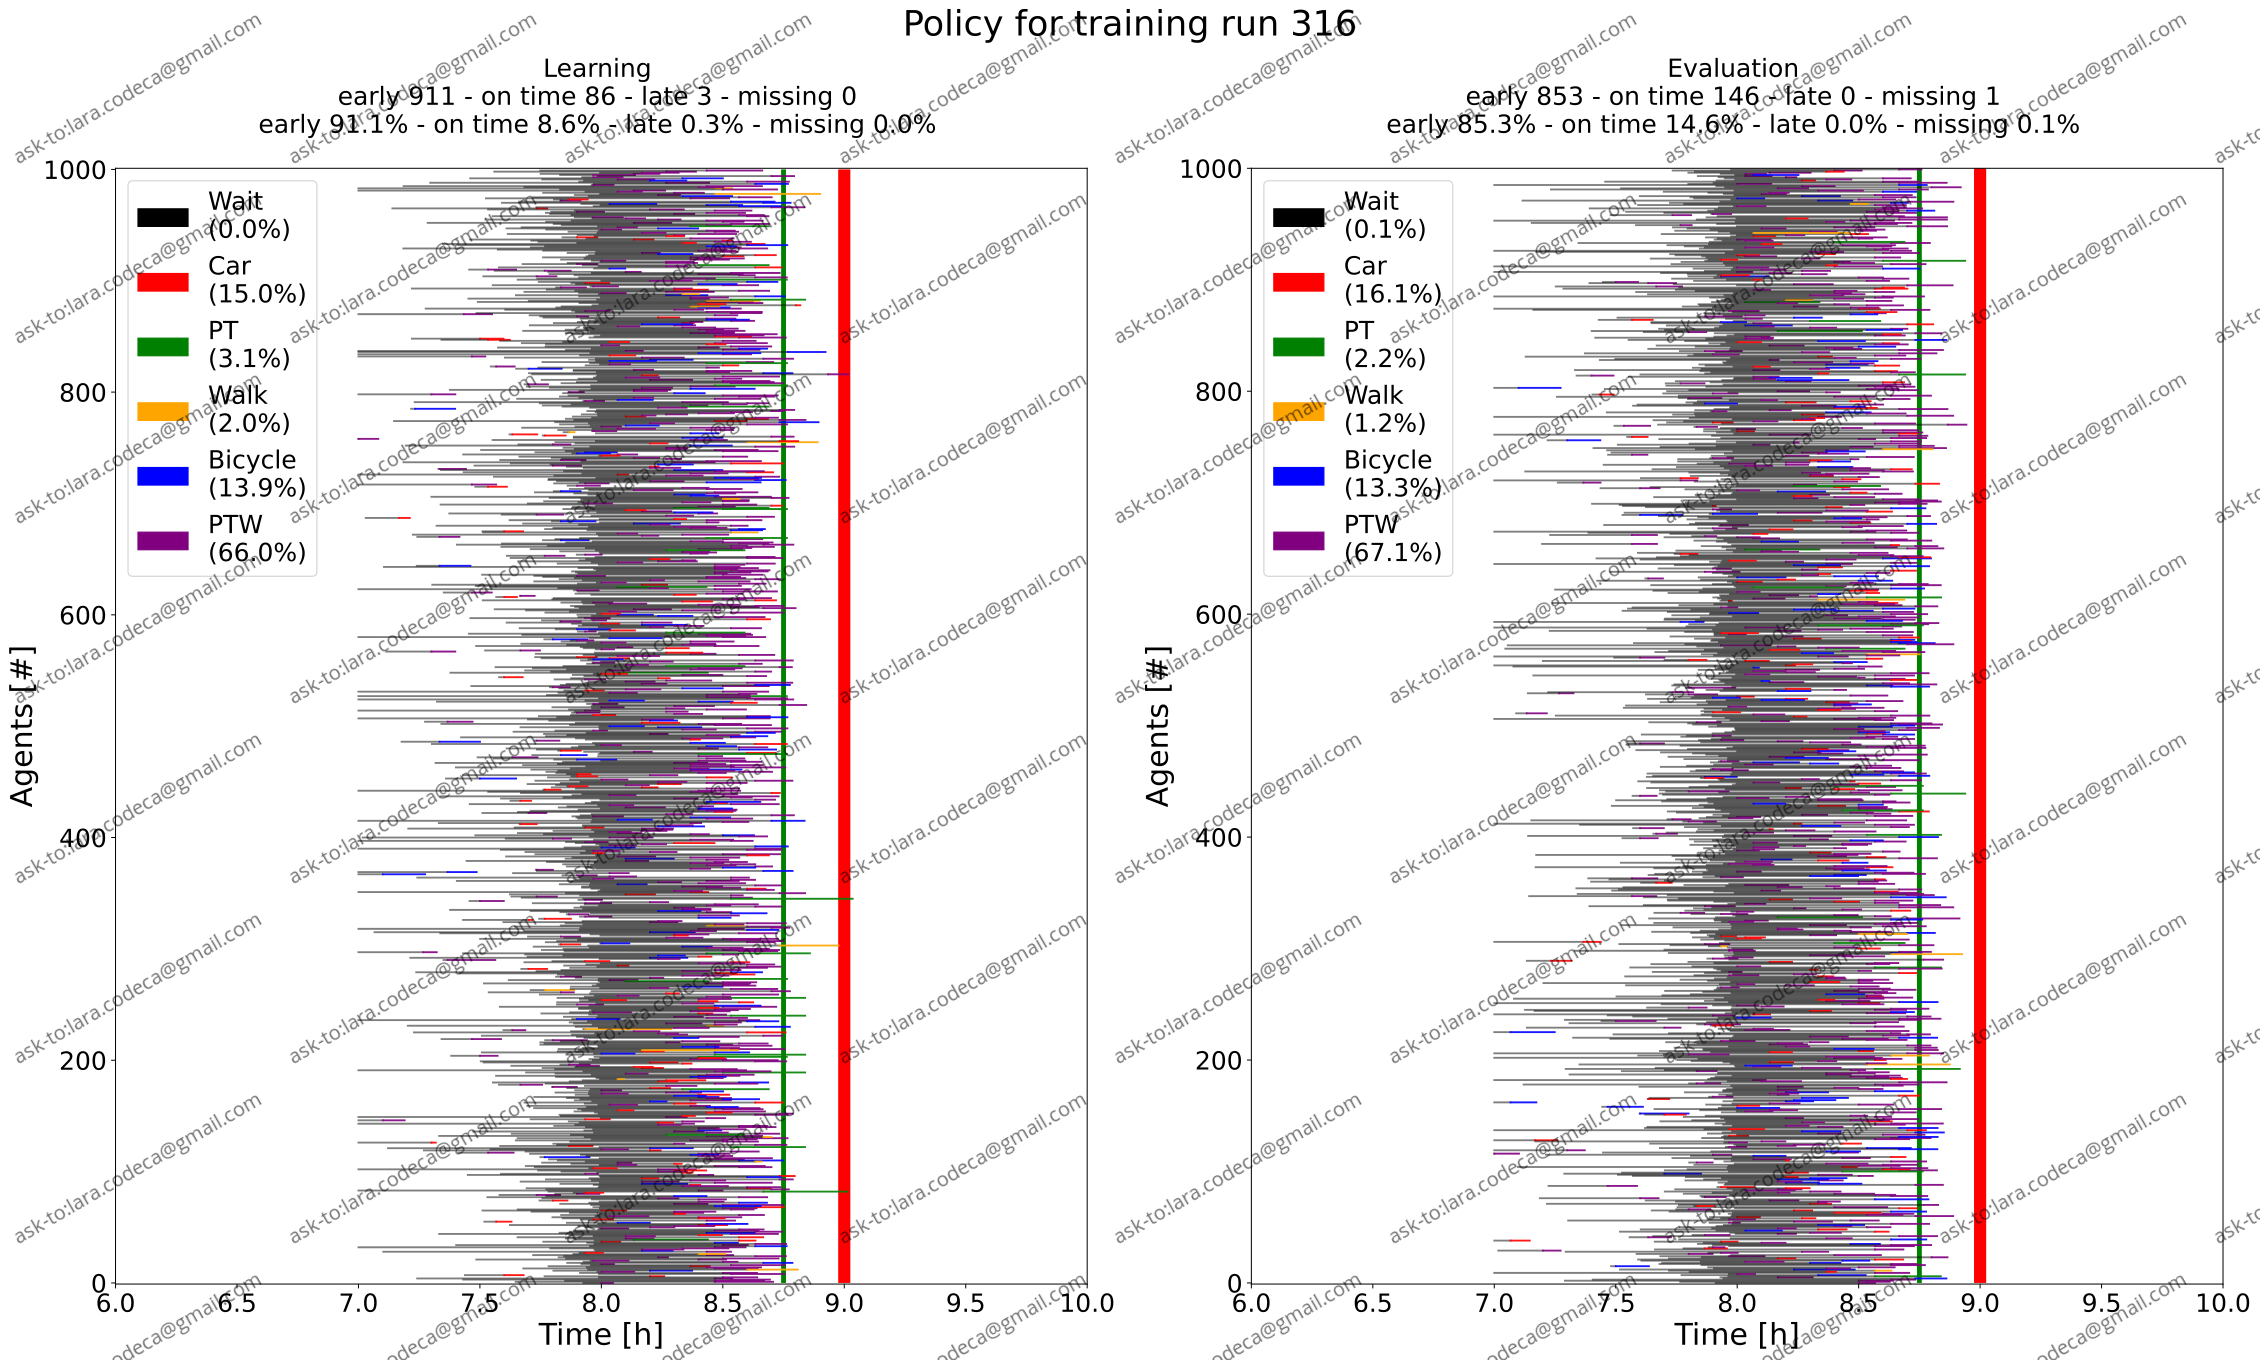 Policy for training run 316
Learning
early 911 - on time 86 - late 3 - missing 0
early 91.1% - on time 8.6% - late 0.3% - missing 0.0%
1000
800
600
400
200
0
Agents [#]
Wait
(0.0%)
Car
(15.0%)
PT
(3.1%)
Walk
(2.0%)
Bicycle
(13.9%)
PTW
(66.0%)
6.0 6.5 7.0 7.5 8.0 8.5 9.0 9.5 10.0
Time [h]
Evaluation
early 853 - on time 146 - late 0 - missing 1
early 85.3% - on time 14.6% - late 0.0% - missing 0.1%
1000
800
600
400
200
0
Agents [#]
Wait
(0.1%)
Car
(16.1%)
PT
(2.2%)
Walk
(1.2%)
Bicycle
(13.3%)
PTW
(67.1%)
6.0 6.5 7.0 7.5 8.0 8.5 9.0 9.5 10.0
Time [h]
ask-to:lara.codeca@gmail.com